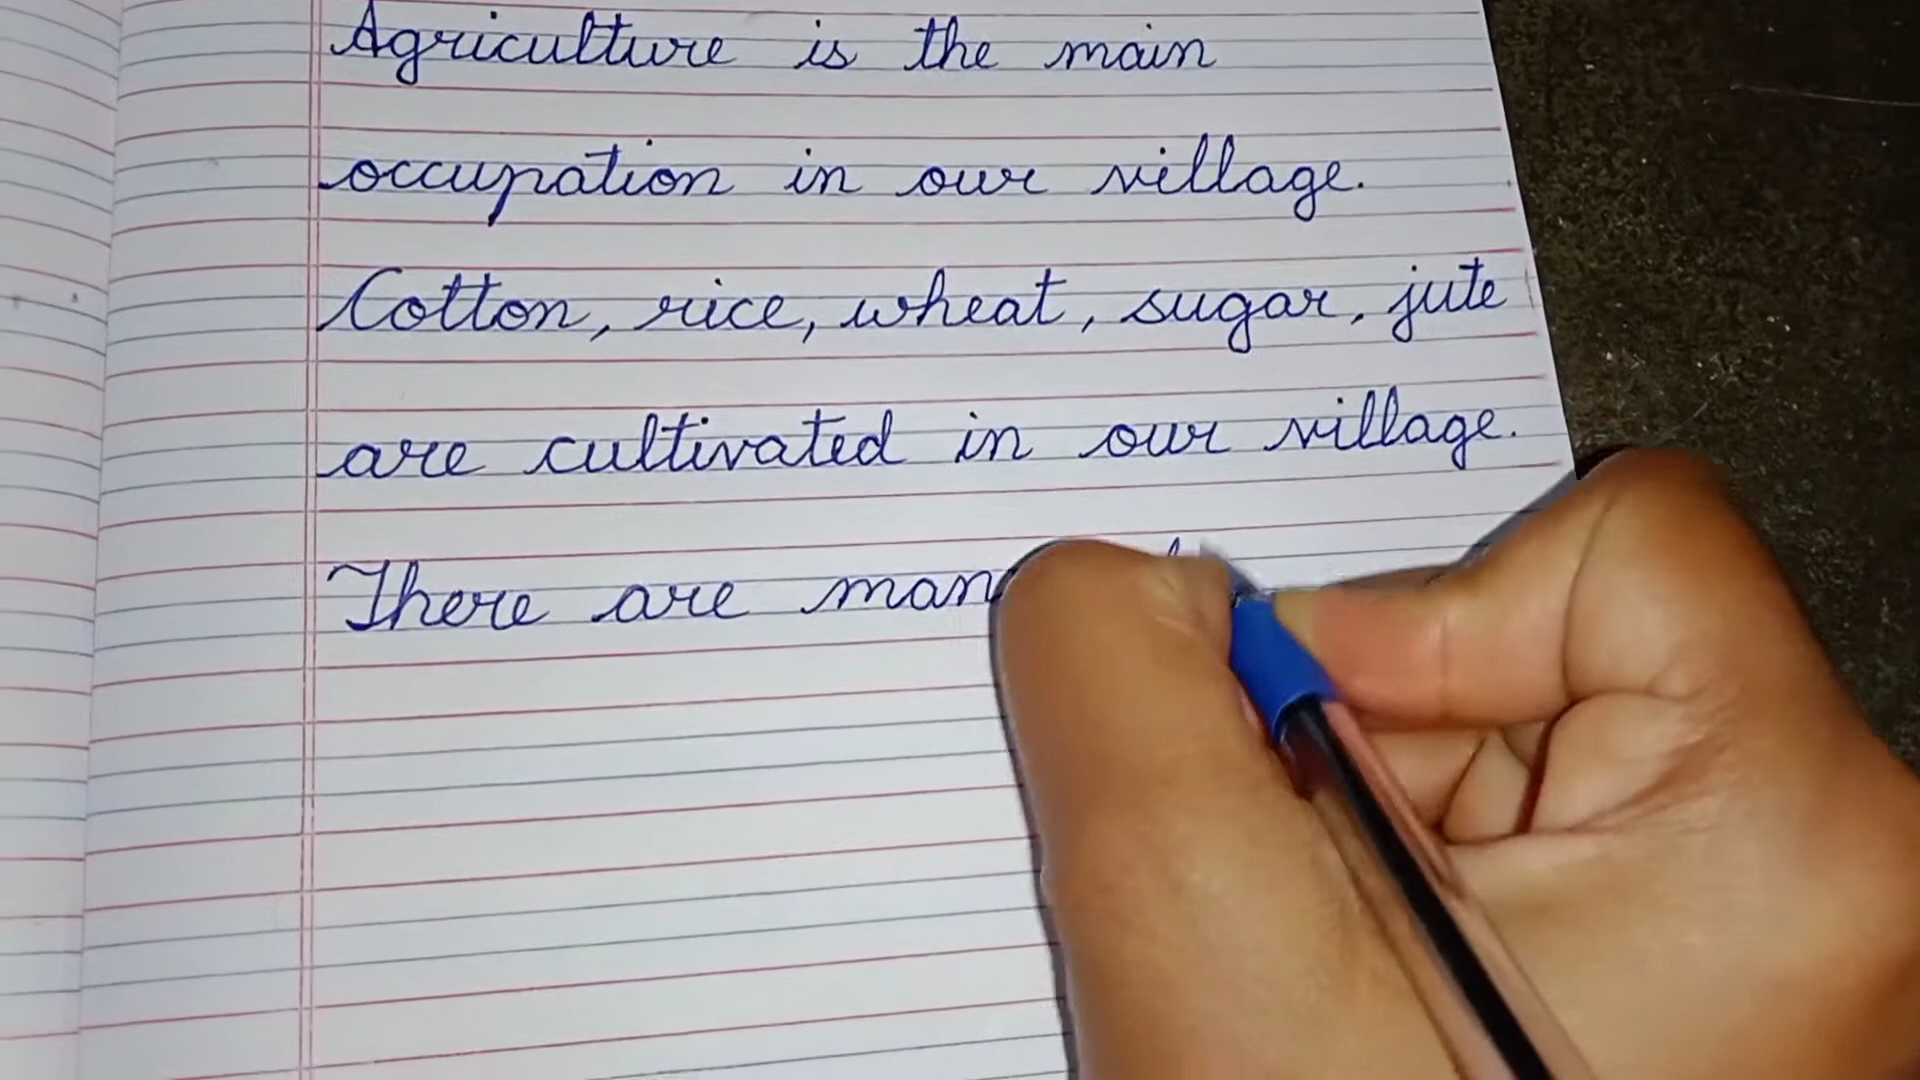 Agriculture is the main
occupation in our village.
Cotton, rice, wheat, sugar, jute
are cultivated in our village.
There are